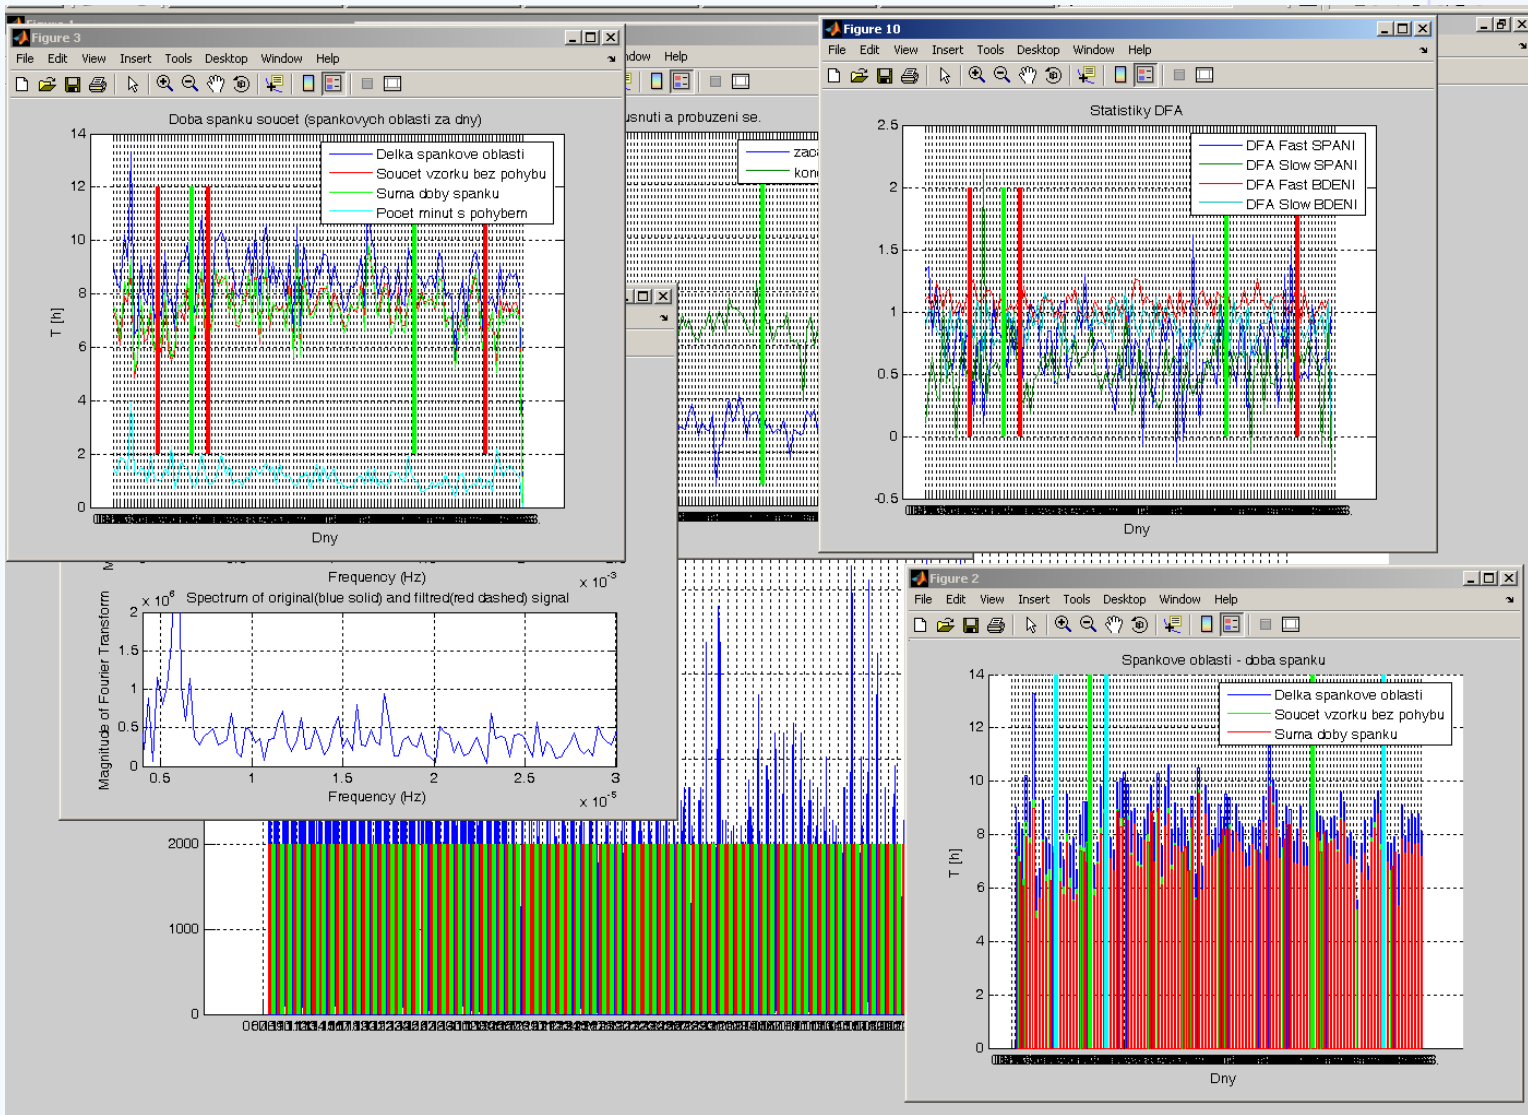 Figure 3
File Edit View Insert Tools Desktop Window Help
Doba spanku soucet (spankovych oblasti za dny)
14
12
10
8
6
4
2
0
T [h]
Delka spankove oblasti
Soucet vzorku bez pohybu
Suma doby spanku
Pocet minut s pohybem
Dny
Help
usnuti a probuzeni se.
Figure 10
File Edit View Insert Tools Desktop Window Help
Statistiky DFA
2.5
2
1.5
1
0.5
0
-0.5
DFA Fast SPANI
DFA Slow SPANI
DFA Fast BDENI
DFA Slow BDENI
Dny
Frequency (Hz)
x 10-3
x 10^6
Spectrum of original(blue solid) and filtred(red dashed) signal
Magnitude of Fourier Transform
2
1.5
1
0.5
0
0.5 1 1.5 2 2.5 3
Frequency (Hz)
x 10-5
2000
1000
0
Figure 2
File Edit View Insert Tools Desktop Window Help
Spankove oblasti - doba spanku
14
12
10
8
6
4
2
0
T [h]
Delka spankove oblasti
Soucet vzorku bez pohybu
Suma doby spanku
Dny